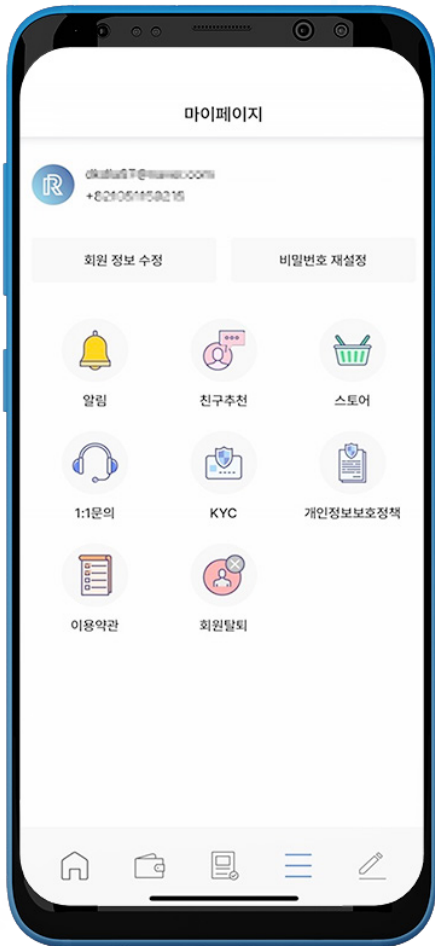 마이페이지
회원 정보 수정
비밀번호 재설정
알림
친구추천
스토어
1:1문의
KYC
개인정보보호정책
이용약관
회원탈퇴